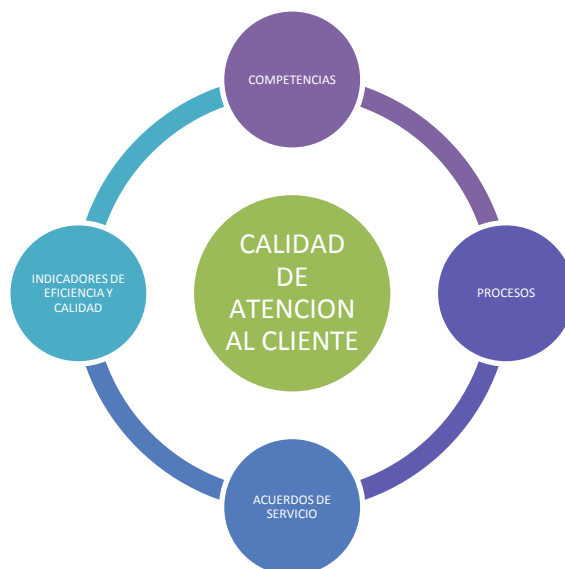 COMPETENCIAS
CALIDAD
DE
ATENCION
AL CLIENTE
INDICADORES DE
EFICIENCIA Y
CALIDAD
PROCESOS
ACUERDOS DE
SERVICIO